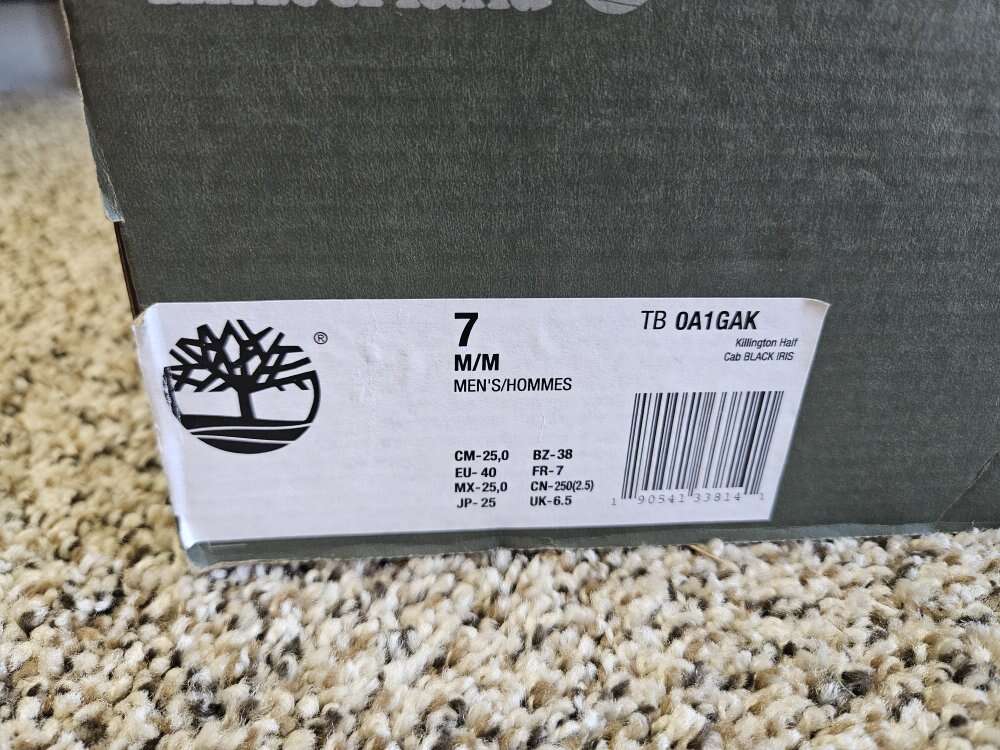 ®
7
M/M
MEN'S/HOMMES
TB 0A1GAK
Killington Half
Cab BLACK IRIS
CM-25,0 BZ-38
EU-40 FR-7
MX-25,0 CN-250(2.5)
JP-25 UK-6.5
1 90541 33814 1